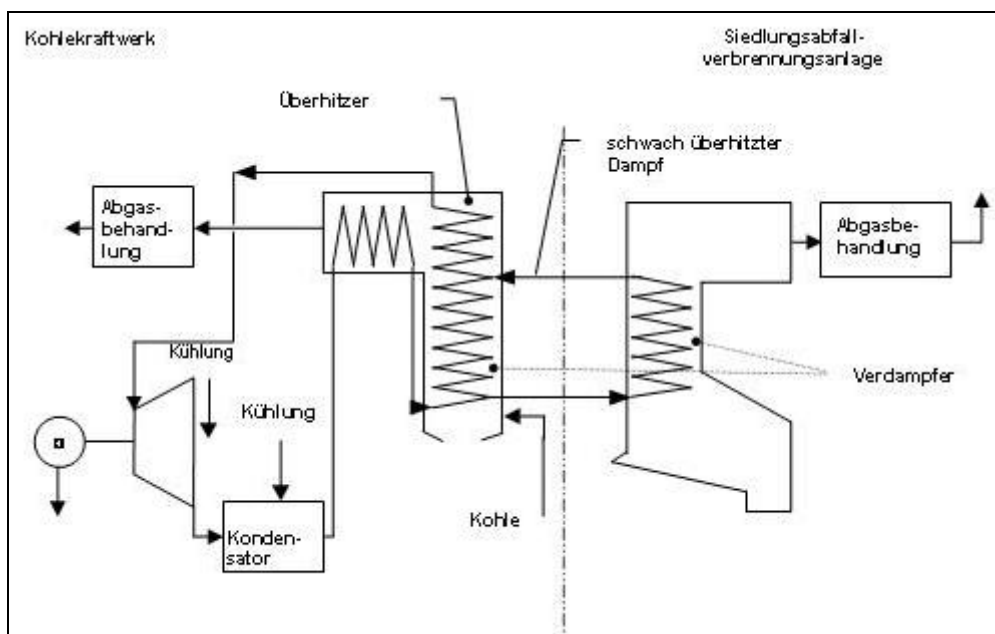 Kohlekraftwerk
Siedlungsabfall-
verbrennungsanlage
Überhitzer
schwach überhitzter
Dampf
Abgas-
behand-
lung
Abgasbe-
handlung
Kühlung
Kühlung
Verdampfer
Kohle
Konden-
sator